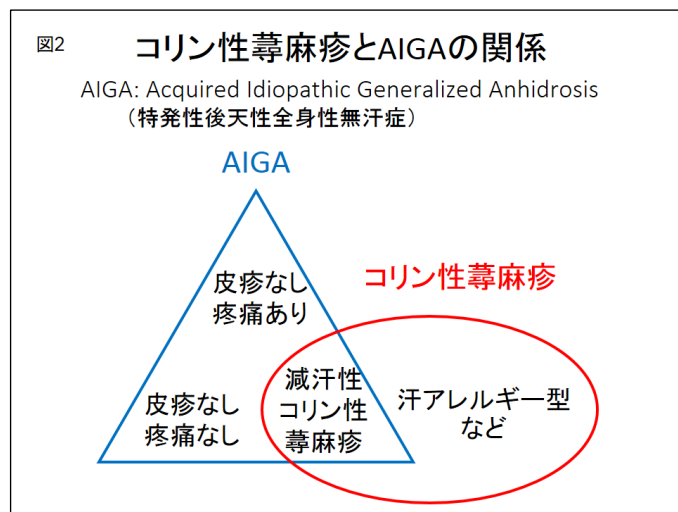 図2
コリン性蕁麻疹とAIGAの関係
AIGA: Acquired Idiopathic Generalized Anhidrosis
（特発性後天性全身性無汗症）
AIGA
皮疹なし
疼痛あり
コリン性蕁麻疹
皮疹なし
疼痛なし
減汗性
コリン性
蕁麻疹
汗アレルギー型
など